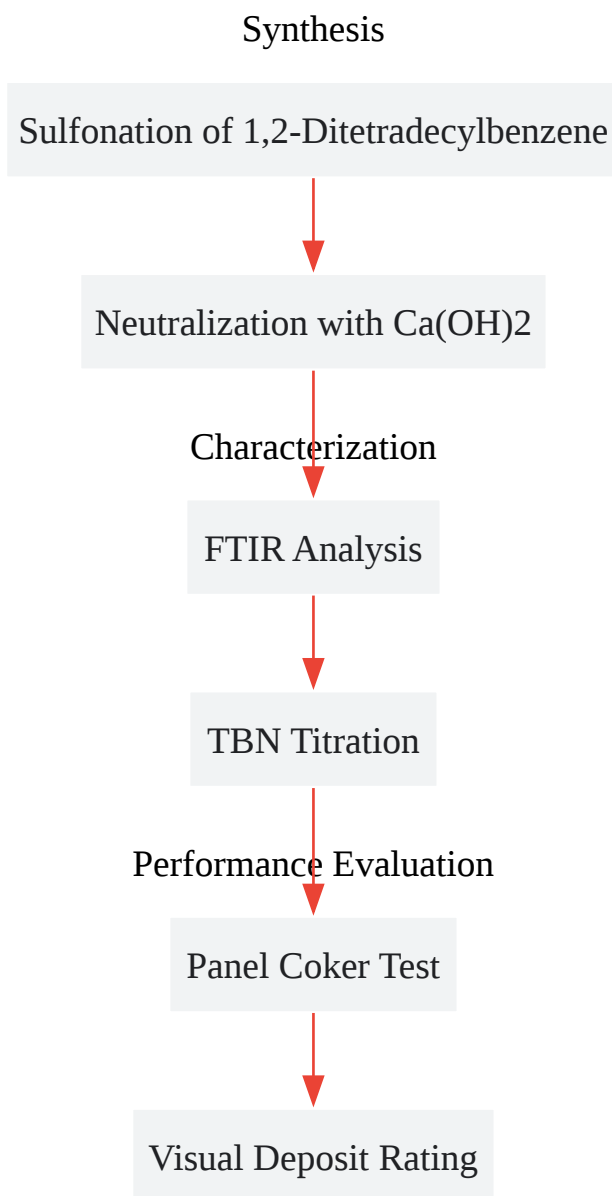 Synthesis
Sulfonation of 1,2-Ditetradecylbenzene
Neutralization with Ca(OH)2
Characterization
FTIR Analysis
TBN Titration
Performance Evaluation
Panel Coker Test
Visual Deposit Rating